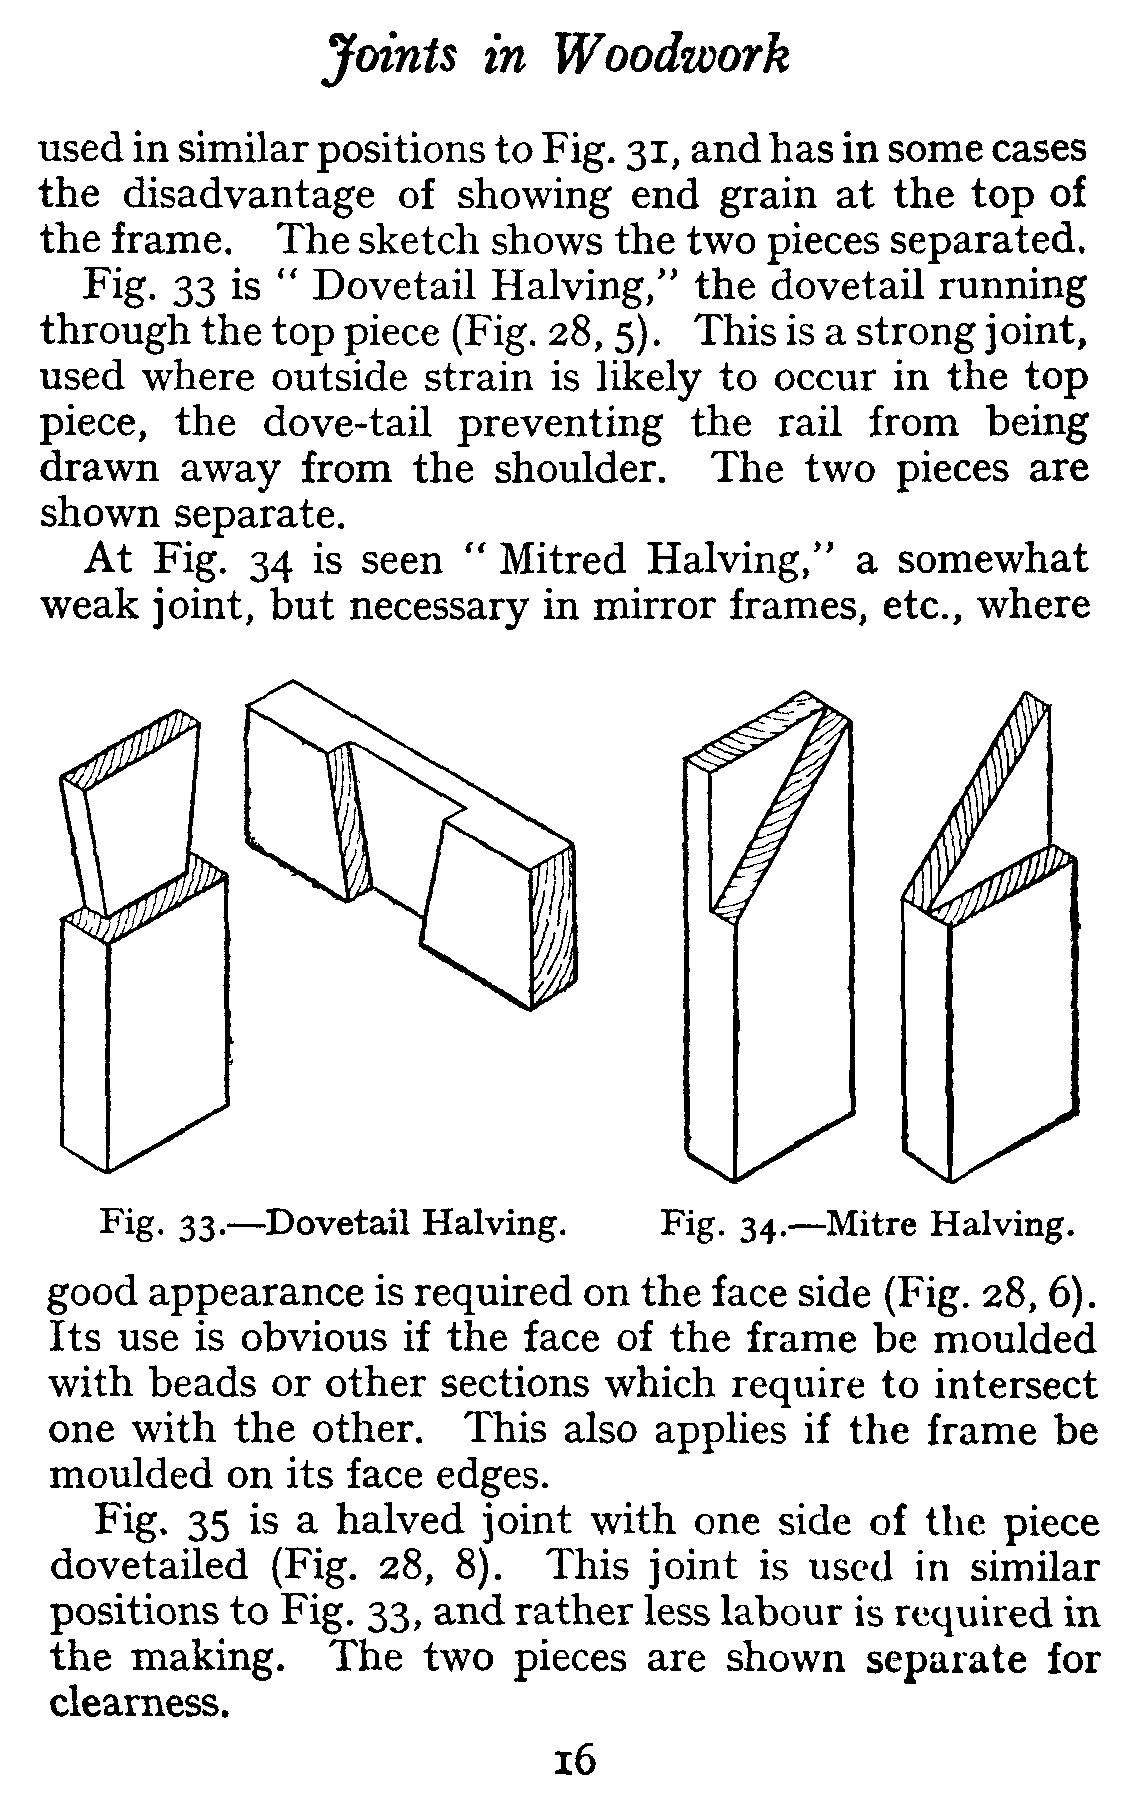 Joints in Woodwork
used in similar positions to Fig. 31, and has in some cases
the disadvantage of showing end grain at the top of
the frame. The sketch shows the two pieces separated.
Fig. 33 is “ Dovetail Halving,” the dovetail running
through the top piece (Fig. 28, 5). This is a strong joint,
used where outside strain is likely to occur in the top
piece, the dove-tail preventing the rail from being
drawn away from the shoulder. The two pieces are
shown separate.
At Fig. 34 is seen “ Mitred Halving,” a somewhat
weak joint, but necessary in mirror frames, etc., where
Fig. 33.—Dovetail Halving.
Fig. 34.—Mitre Halving.
good appearance is required on the face side (Fig. 28, 6).
Its use is obvious if the face of the frame be moulded
with beads or other sections which require to intersect
one with the other. This also applies if the frame be
moulded on its face edges.
Fig. 35 is a halved joint with one side of the piece
dovetailed (Fig. 28, 8). This joint is used in similar
positions to Fig. 33, and rather less labour is required in
the making. The two pieces are shown separate for
clearness.
16